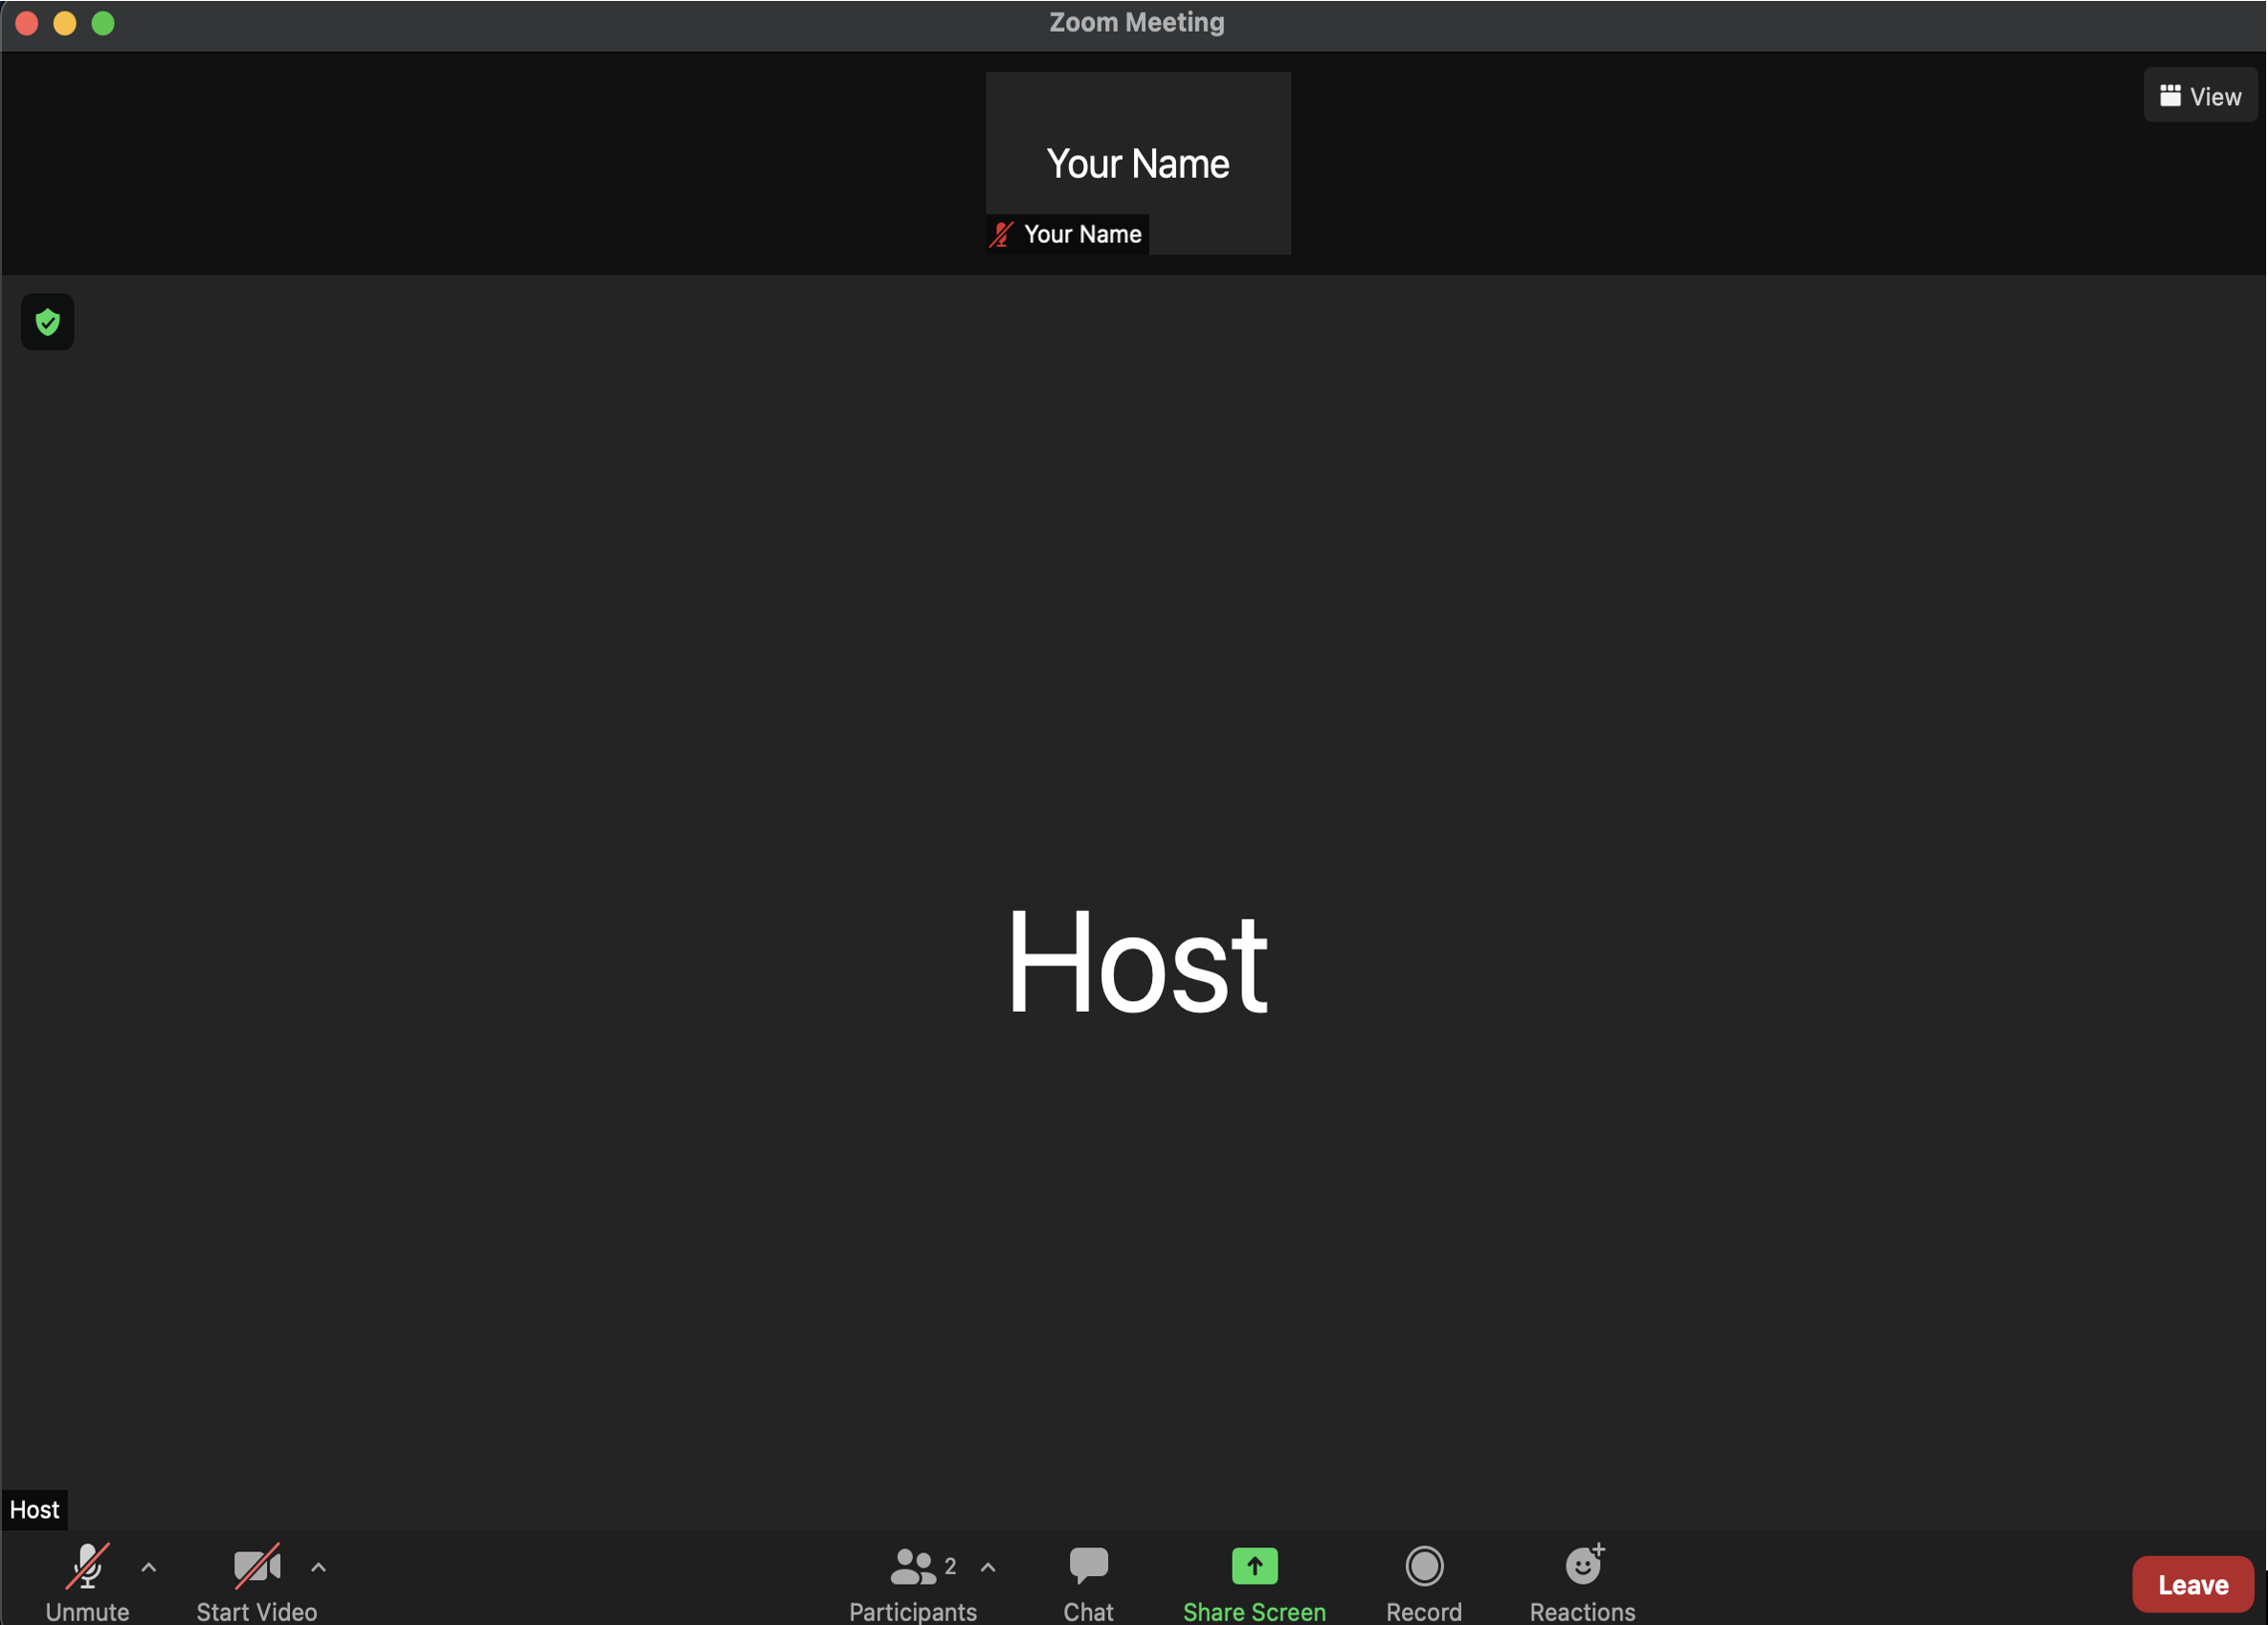 Zoom Meeting
View
Your Name
Your Name
Host
Host
Unmute
Start Video
2
Participants
Chat
Share Screen
Record
Reactions
Leave